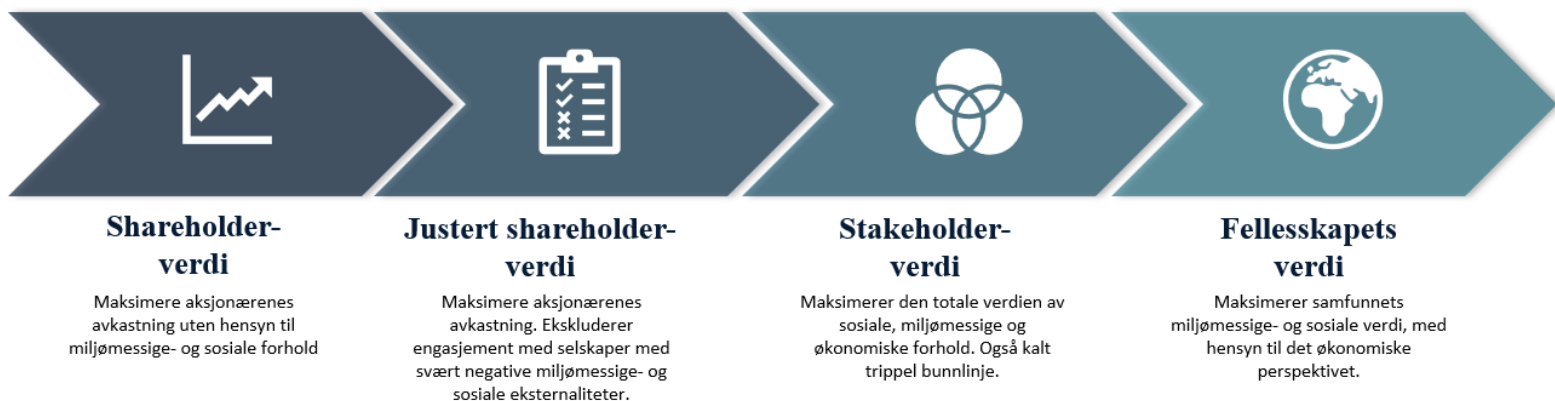 Shareholder-
verdi
Maksimere aksjonærenes
avkastning uten hensyn til
miljømessige- og sosiale forhold
Justert shareholder-
verdi
Maksimere aksjonærenes
avkastning. Ekskluderer
engasjement med selskaper med
svært negative miljømessige- og
sosiale eksternaliteter.
Stakeholder-
verdi
Maksimerer den totale verdien av
sosiale, miljømessige og
økonomiske forhold. Også kalt
trippel bunnlinje.
Fellesskapets
verdi
Maksimerer samfunnets
miljømessige- og sosiale verdi, med
hensyn til det økonomiske
perspektivet.